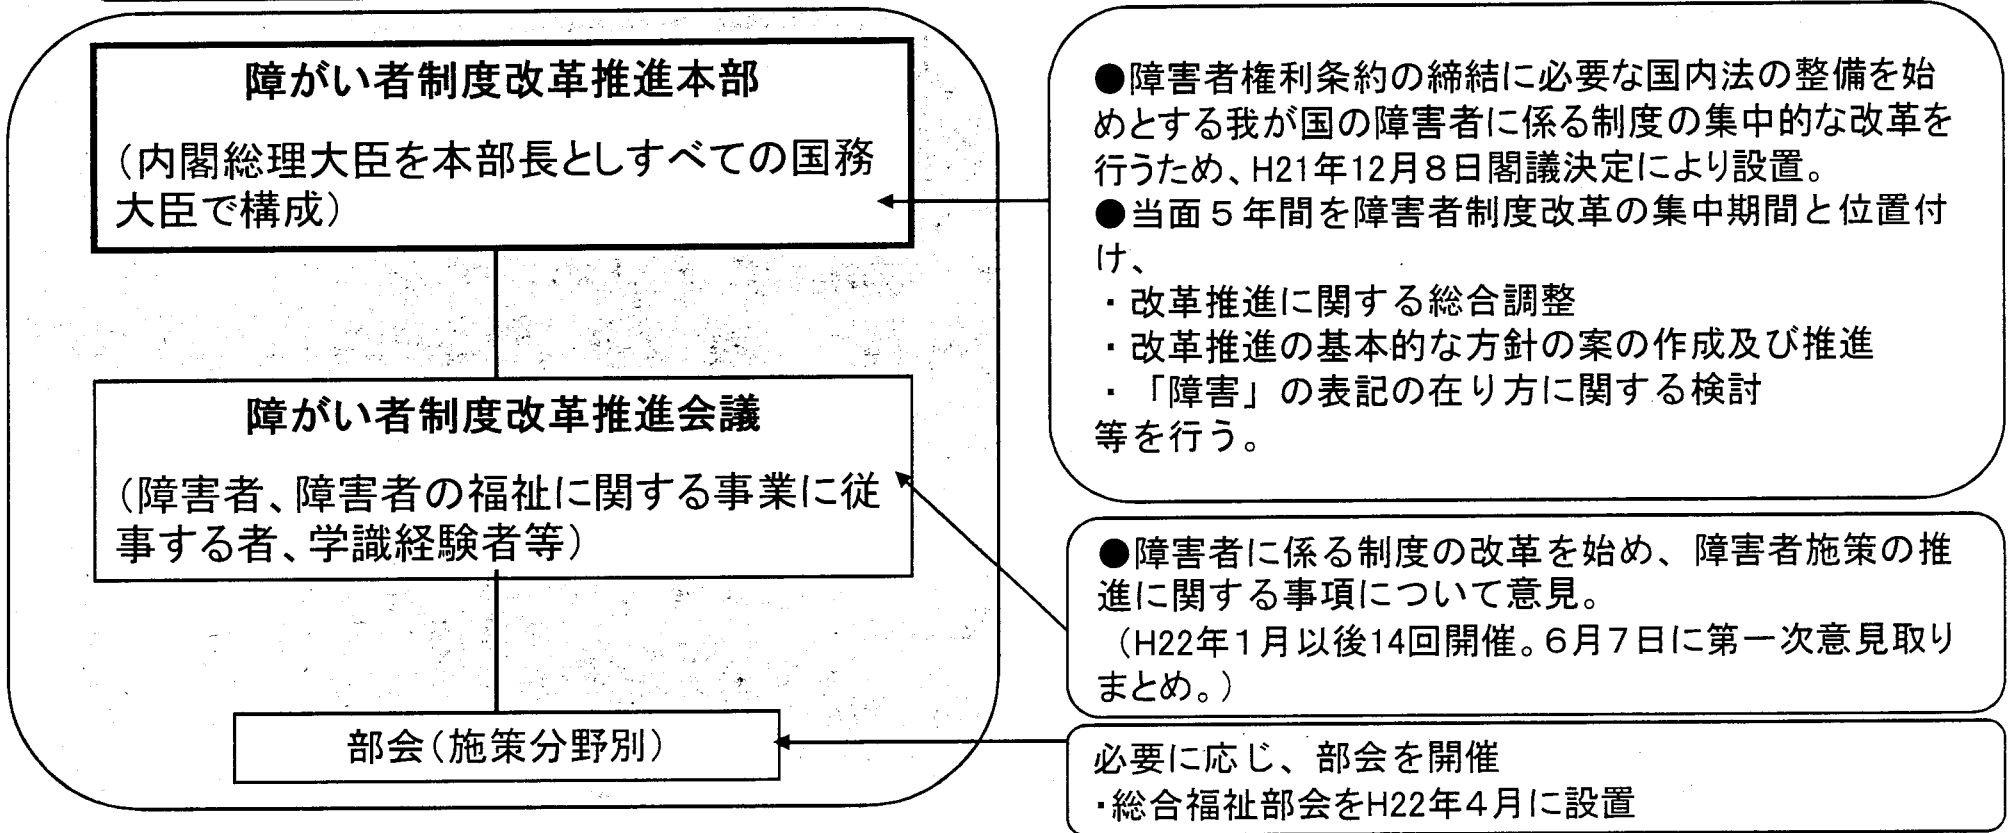 障がい者制度改革推進本部
（内閣総理大臣を本部長としすべての国務
大臣で構成）
●障害者権利条約の締結に必要な国内法の整備を始
めとする我が国の障害者に係る制度の集中的な改革を
行うため、H21年12月８日閣議決定により設置。
●当面５年間を障害者制度改革の集中期間と位置付
け、
・改革推進に関する総合調整
・改革推進の基本的な方針の案の作成及び推進
・「障害」の表記の在り方に関する検討
等を行う。
障がい者制度改革推進会議
（障害者、障害者の福祉に関する事業に従
事する者、学識経験者等）
●障害者に係る制度の改革を始め、障害者施策の推
進に関する事項について意見。
（H22年１月以後14回開催。６月７日に第一次意見取り
まとめ。）
部会（施策分野別）
必要に応じ、部会を開催
・総合福祉部会をH22年４月に設置